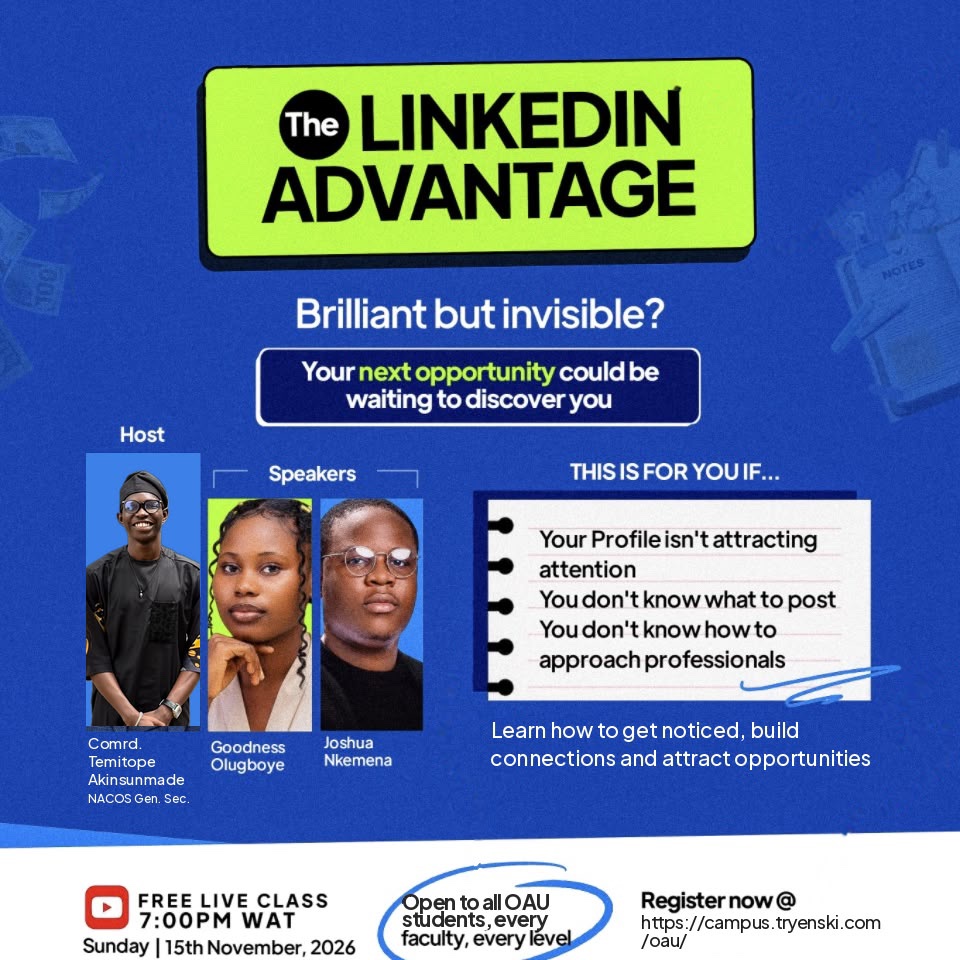 The LINKEDIN
ADVANTAGE
NOTES
100
Brilliant but invisible?
Your next opportunity could be
waiting to discover you
Host
Speakers
Comrd.
Temitope
Akinsunmade
NACOS Gen. Sec.
Goodness
Olugboye
Joshua
Nkemena
THIS IS FOR YOU IF...
Your Profile isn't attracting
attention
You don't know what to post
You don't know how to
approach professionals
Learn how to get noticed, build
connections and attract opportunities
FREE LIVE CLASS
7:00PM WAT
Sunday | 15th November, 2026
Open to all OAU
students, every
faculty, every level
Register now @
https://campus.tryenski.com
/oau/